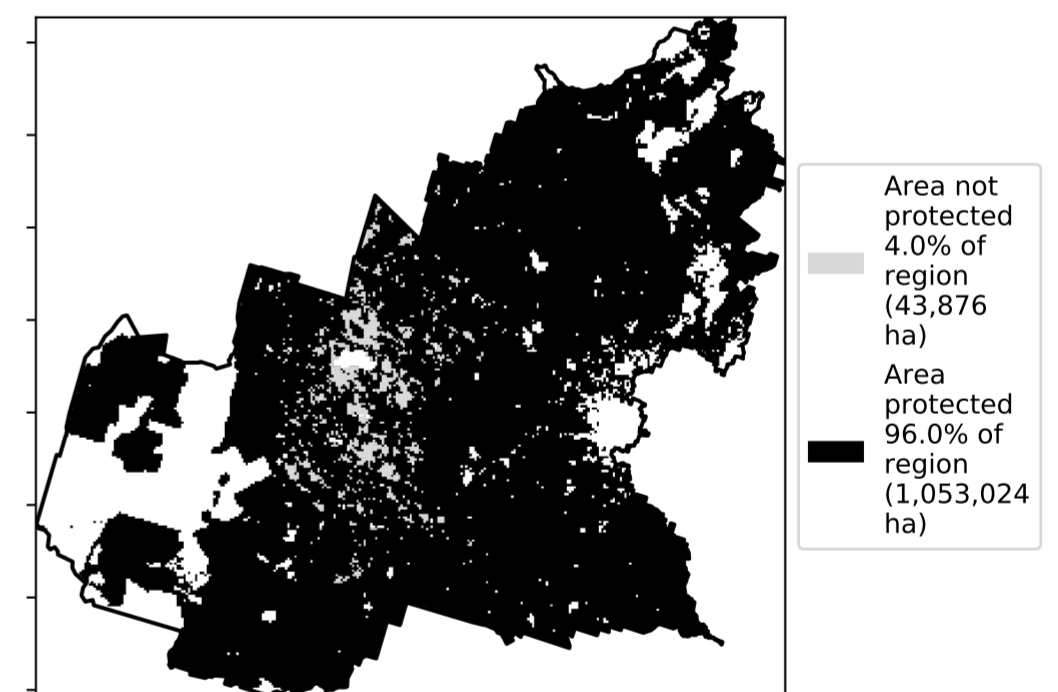 Area not
protected
4.0% of
region
(43,876
ha)
Area
protected
96.0% of
region
(1,053,024
ha)